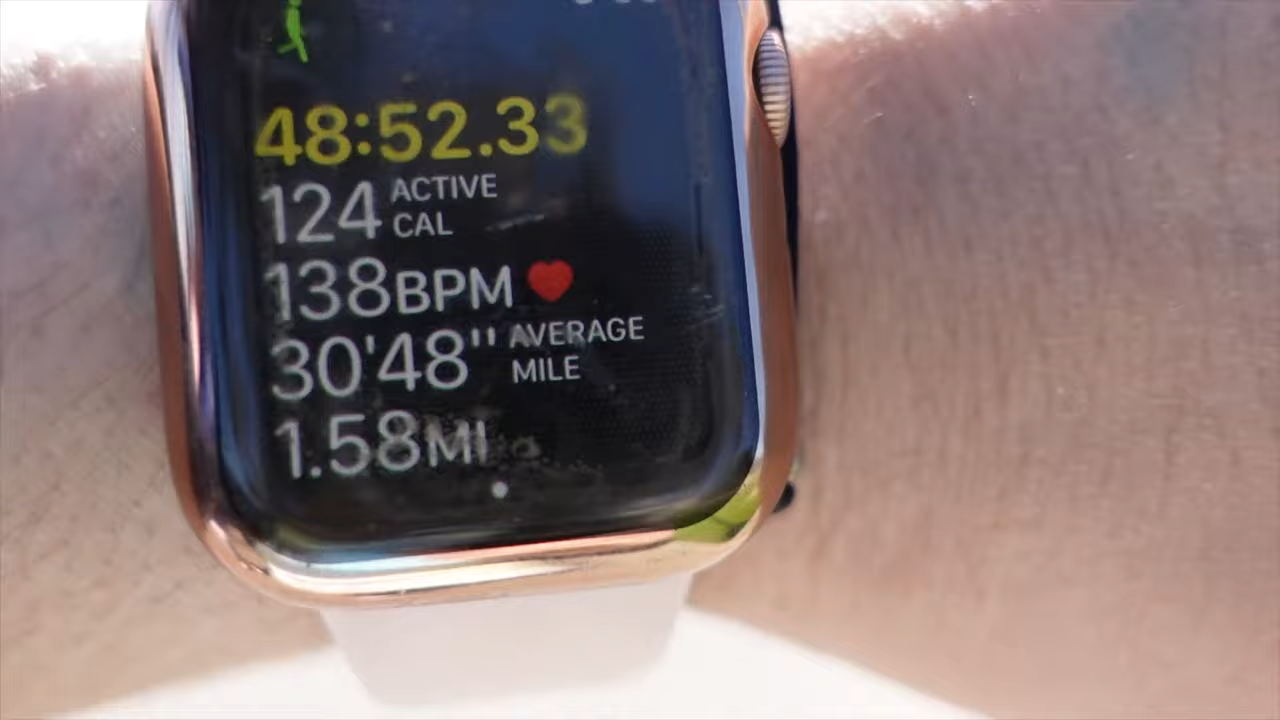 48:52.33
124 ACTIVE CAL
138BPM
30'48" AVERAGE MILE
1.58MI